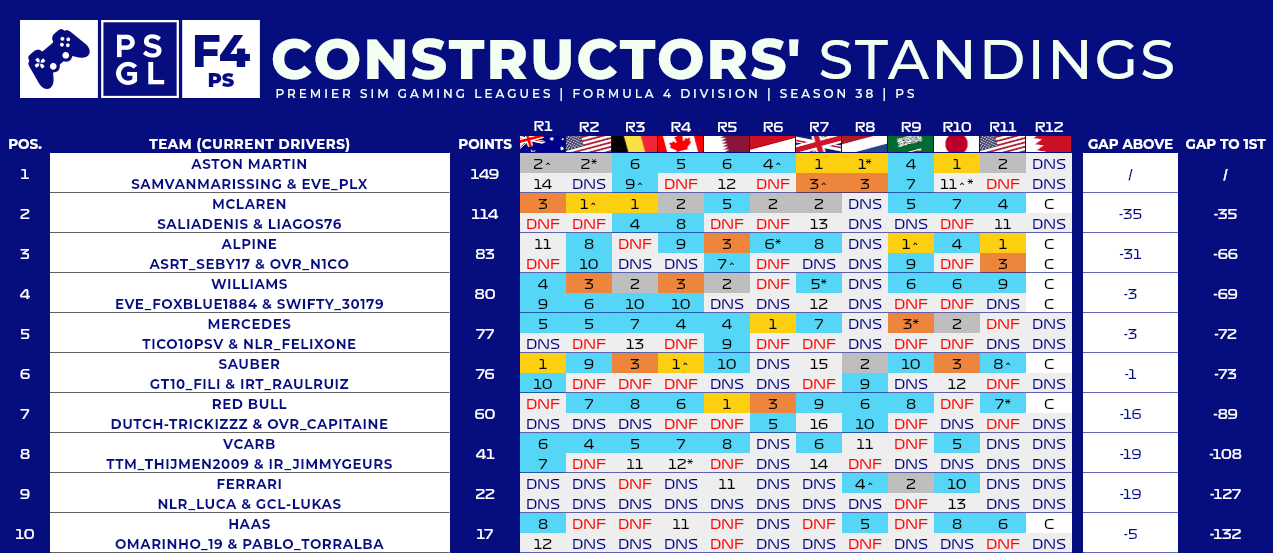 PS GL F4 PS CONSTRUCTORS' STANDINGS
PREMIER SIM GAMING LEAGUES | FORMULA 4 DIVISION | SEASON 38 | PS
R1 R2 R3 R4 R5 R6 R7 R8 R9 R10 R11 R12
POS. TEAM (CURRENT DRIVERS) POINTS GAP ABOVE GAP TO 1ST
1 ASTON MARTIN 149 2^ 2* 6 5 6 4^ 1 1* 4 1 2 DNS / /
SAMVANMARISSING & EVE_PLX 14 DNS 9^ DNF 12 DNF 3^ 3 7 11^* DNF DNS
2 MCLAREN 114 3 1^ 1 2 5 2 2 DNS 5 7 4 C -35 -35
SALIADENIS & LIAGOS76 DNF DNF 4 8 DNF DNF 13 DNS DNF DNF 11 DNS
3 ALPINE 83 11 8 DNF 9 3 6* 8 DNS 1^ 4 1 C -31 -66
ASRT_SEBY17 & OVR_N1CO DNF 10 DNS DNS 7^ DNF DNS DNS 9 DNF 3 C
4 WILLIAMS 80 4 3 2 3 2 DNF 5* DNS 6 6 9 C -3 -69
EVE_FOXBLUE1884 & SWIFTY_30179 9 6 10 10 DNS DNS 12 DNS DNF DNF DNS C
5 MERCEDES 77 5 5 7 4 4 1 7 DNS 3* 2 DNF DNS -3 -72
TICO10PSV & NLR_FELIXONE DNS DNF 13 DNF 9 DNF DNF DNS DNF DNF DNS DNS
6 SAUBER 76 1 9 3 1^ 10 DNS 15 2 10 3 8^ C -1 -73
GT10_FILI & IRT_RAULRUIZ 10 DNF DNF DNF DNS DNS DNF 9 DNS 12 DNF DNS
7 RED BULL 60 DNF 7 8 6 1 3 9 6 8 DNF 7* C -16 -89
DUTCH-TRICKIZZZ & OVR_CAPITAINE DNS DNS DNS DNF DNF 5 16 10 DNF DNS DNF DNS
8 VCARB 41 6 4 5 7 8 DNS 6 11 DNF 5 DNS DNS -19 -108
TTM_THIJMEN2009 & IR_JIMMYGEURS 7 DNF 11 12* DNF DNS 14 DNF DNS DNS DNS DNS
9 FERRARI 22 DNS DNS DNF DNS 11 DNS DNS 4^ 2 10 DNS DNS -19 -127
NLR_LUCA & GCL-LUKAS DNS DNS DNS DNS DNS DNS DNS DNS DNF 13 DNS DNS
10 HAAS 17 8 DNF DNF 11 DNF DNS DNF 5 DNF 8 6 C -5 -132
OMARINHO_19 & PABLO_TORRALBA 12 DNS DNS DNS DNF DNS DNS DNF DNS DNS DNF DNS